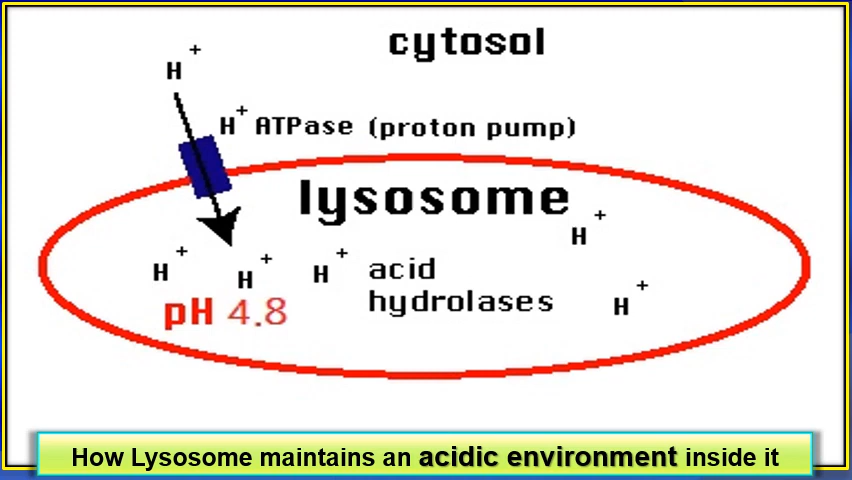 cytosol
H+
H+ ATPase (proton pump)
lysosome
H+
H+ H+ H+ acid
hydrolases H+
pH 4.8
How Lysosome maintains an acidic environment inside it